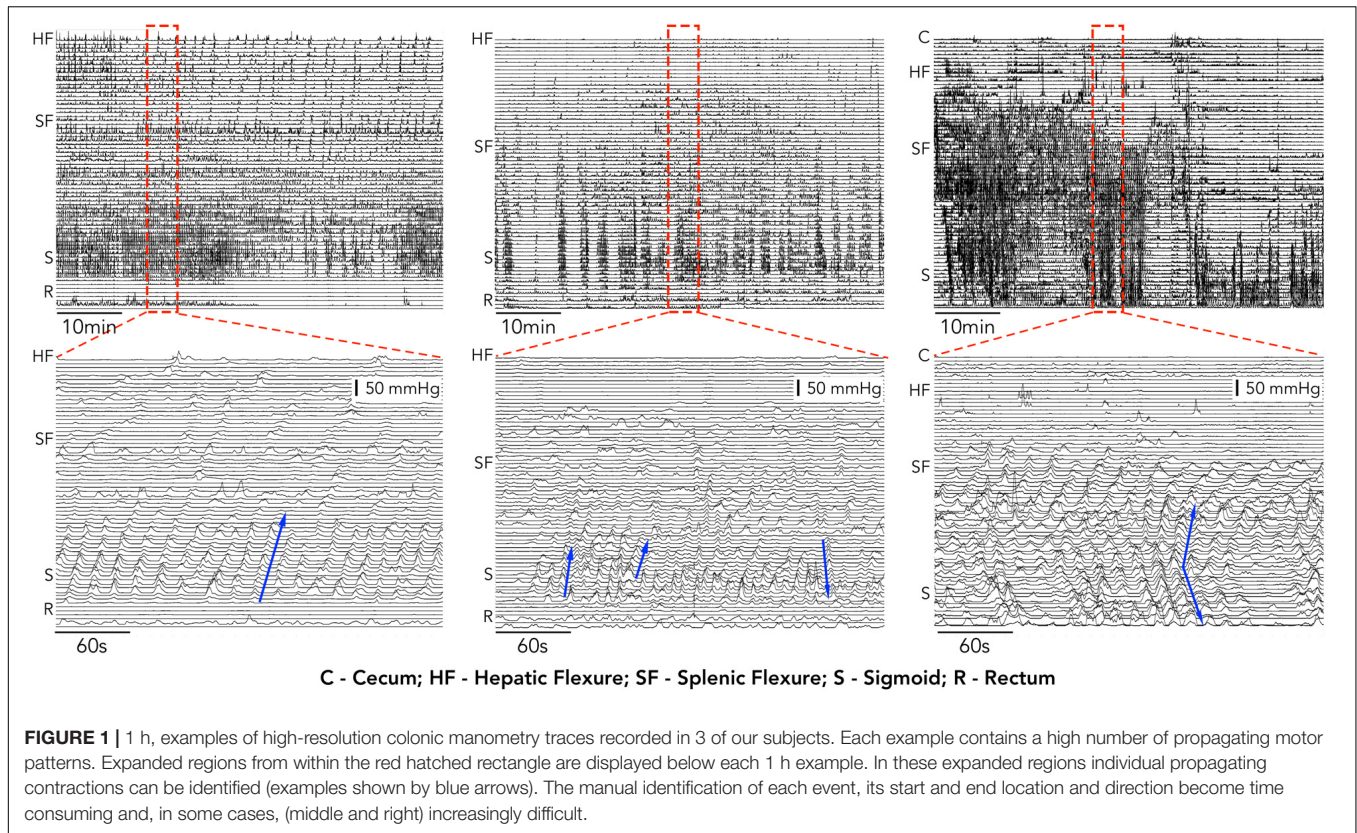 HF
SF
S
R
10min
HF
SF
S
R
10min
C
HF
SF
S
10min
HF
SF
S
R
50 mmHg
60s
HF
SF
S
R
50 mmHg
60s
C
HF
SF
S
50 mmHg
60s
C - Cecum; HF - Hepatic Flexure; SF - Splenic Flexure; S - Sigmoid; R - Rectum
FIGURE 1 | 1 h, examples of high-resolution colonic manometry traces recorded in 3 of our subjects. Each example contains a high number of propagating motor
patterns. Expanded regions from within the red hatched rectangle are displayed below each 1 h example. In these expanded regions individual propagating
contractions can be identified (examples shown by blue arrows). The manual identification of each event, its start and end location and direction become time
consuming and, in some cases, (middle and right) increasingly difficult.